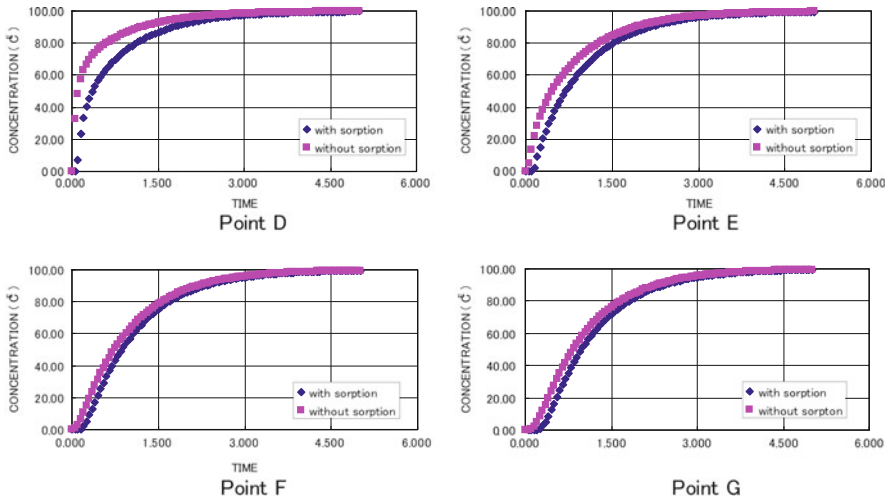 100.00
80.00
60.00
40.00
20.00
0.00
0.000
1.500
3.000
4.500
6.000
CONCENTRATION ( C )
TIME
with sorption
without sorption
Point D
100.00
80.00
60.00
40.00
20.00
0.00
0.000
1.500
3.000
4.500
6.000
CONCENTRATION ( C )
TIME
with sorption
without sorption
Point E
100.00
80.00
60.00
40.00
20.00
0.00
0.000
1.500
3.000
4.500
6.000
CONCENTRATION ( C )
TIME
with sorption
without sorption
Point F
100.00
80.00
60.00
40.00
20.00
0.00
0.000
1.500
3.000
4.500
6.000
CONCENTRATION ( C )
with sorption
without sorpton
Point G